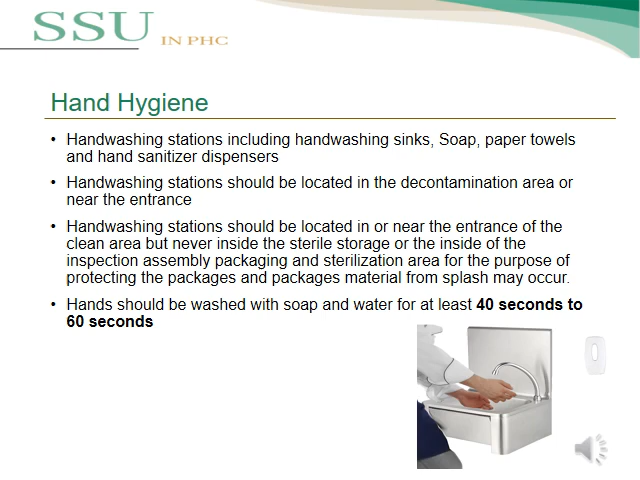 SSU IN PHC
Hand Hygiene
• Handwashing stations including handwashing sinks, Soap, paper towels
and hand sanitizer dispensers
• Handwashing stations should be located in the decontamination area or
near the entrance
• Handwashing stations should be located in or near the entrance of the
clean area but never inside the sterile storage or the inside of the
inspection assembly packaging and sterilization area for the purpose of
protecting the packages and packages material from splash may occur.
• Hands should be washed with soap and water for at least 40 seconds to
60 seconds